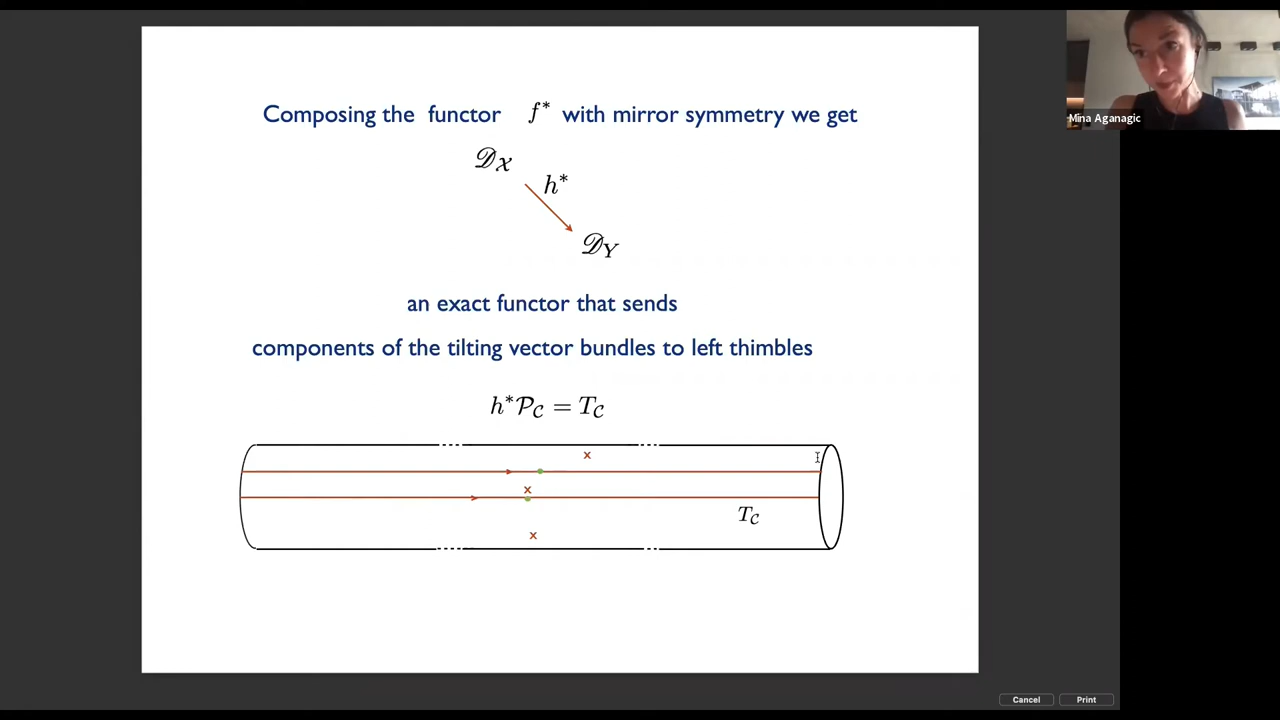 Composing the functor f* with mirror symmetry we get
𝒟_𝒳
h*
𝒟_Y
an exact functor that sends
components of the tilting vector bundles to left thimbles
h*𝒫_𝒞 = T_𝒞
x
x
T_𝒞
x
Mina Aganagic
Cancel
Print